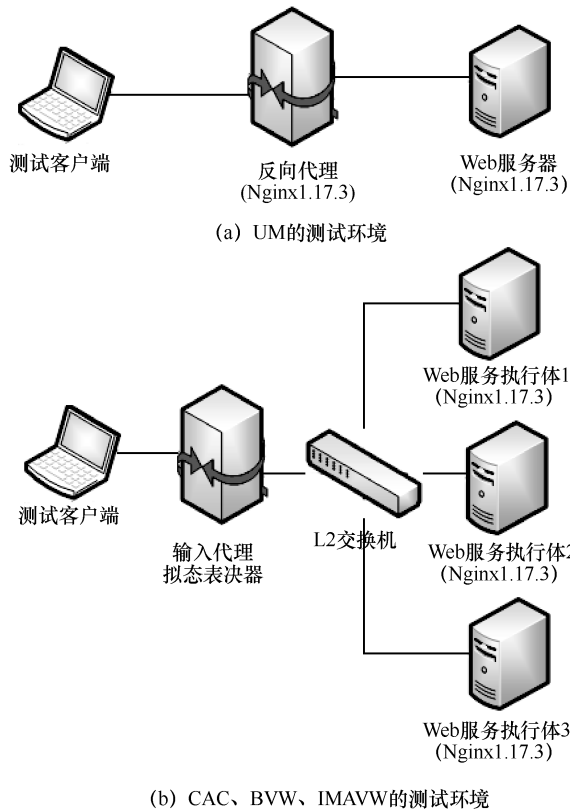 测试客户端
反向代理
(Nginx1.17.3)
Web服务器
(Nginx1.17.3)
(a) UM的测试环境
Web服务执行体1
(Nginx1.17.3)
测试客户端
输入代理
拟态表决器
L2交换机
Web服务执行体2
(Nginx1.17.3)
Web服务执行体3
(Nginx1.17.3)
(b) CAC、BVW、IMAVW的测试环境